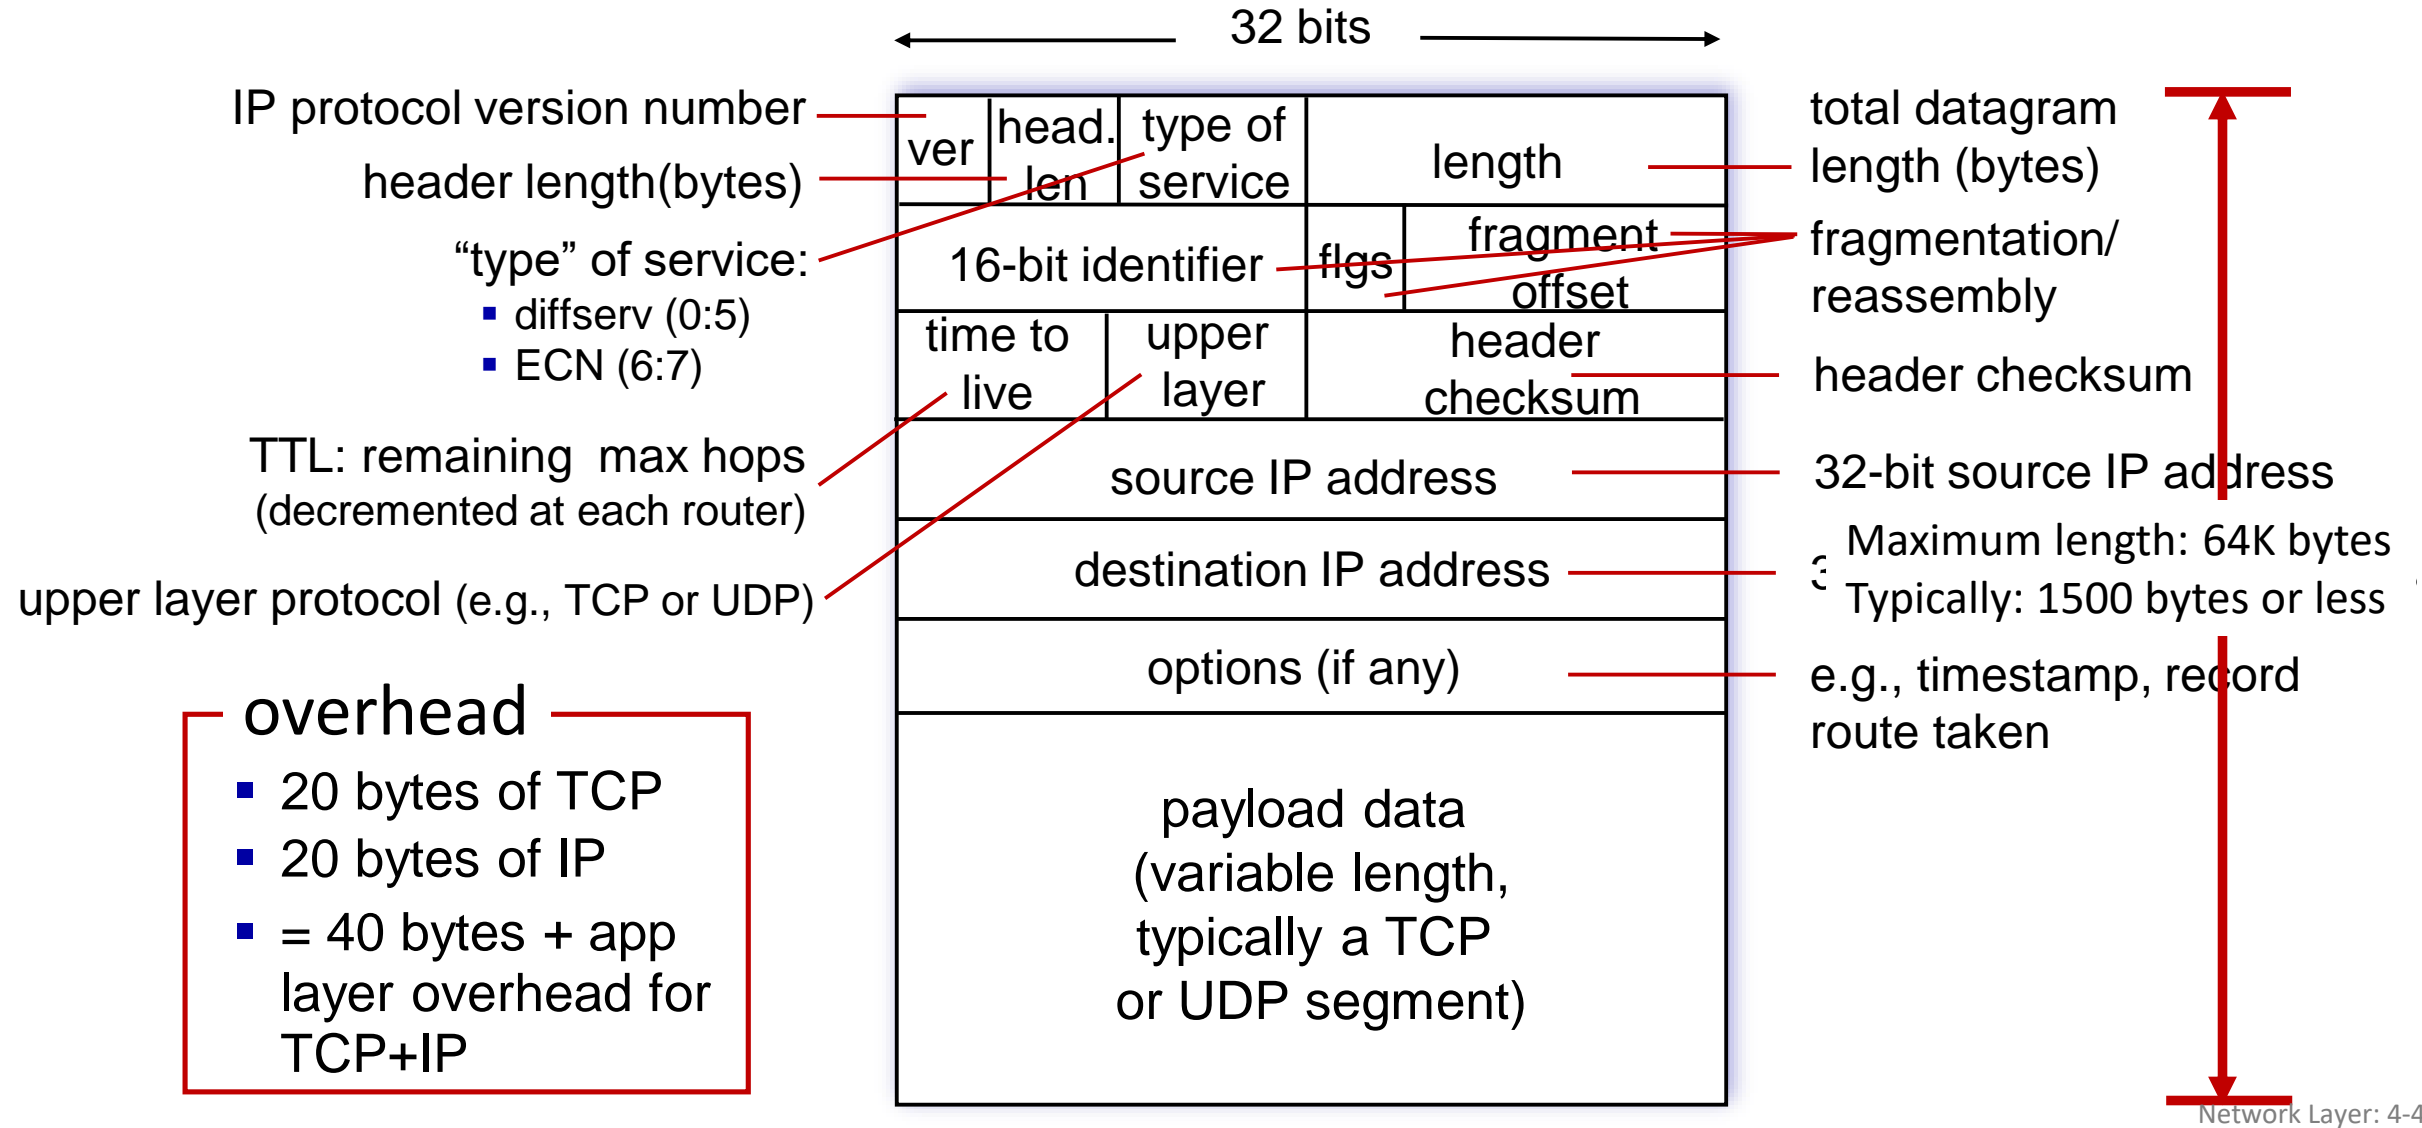 32 bits
IP protocol version number
header length(bytes)
“type” of service:
▪ diffserv (0:5)
▪ ECN (6:7)
TTL: remaining max hops
(decremented at each router)
upper layer protocol (e.g., TCP or UDP)
overhead
▪ 20 bytes of TCP
▪ 20 bytes of IP
▪ = 40 bytes + app
layer overhead for
TCP+IP
ver
head.
len
type of
service
length
16-bit identifier
flgs
fragment
offset
time to
live
upper
layer
header
checksum
source IP address
destination IP address
options (if any)
payload data
(variable length,
typically a TCP
or UDP segment)
total datagram
length (bytes)
fragmentation/
reassembly
header checksum
32-bit source IP address
Maximum length: 64K bytes
Typically: 1500 bytes or less
e.g., timestamp, record
route taken
Network Layer: 4-4